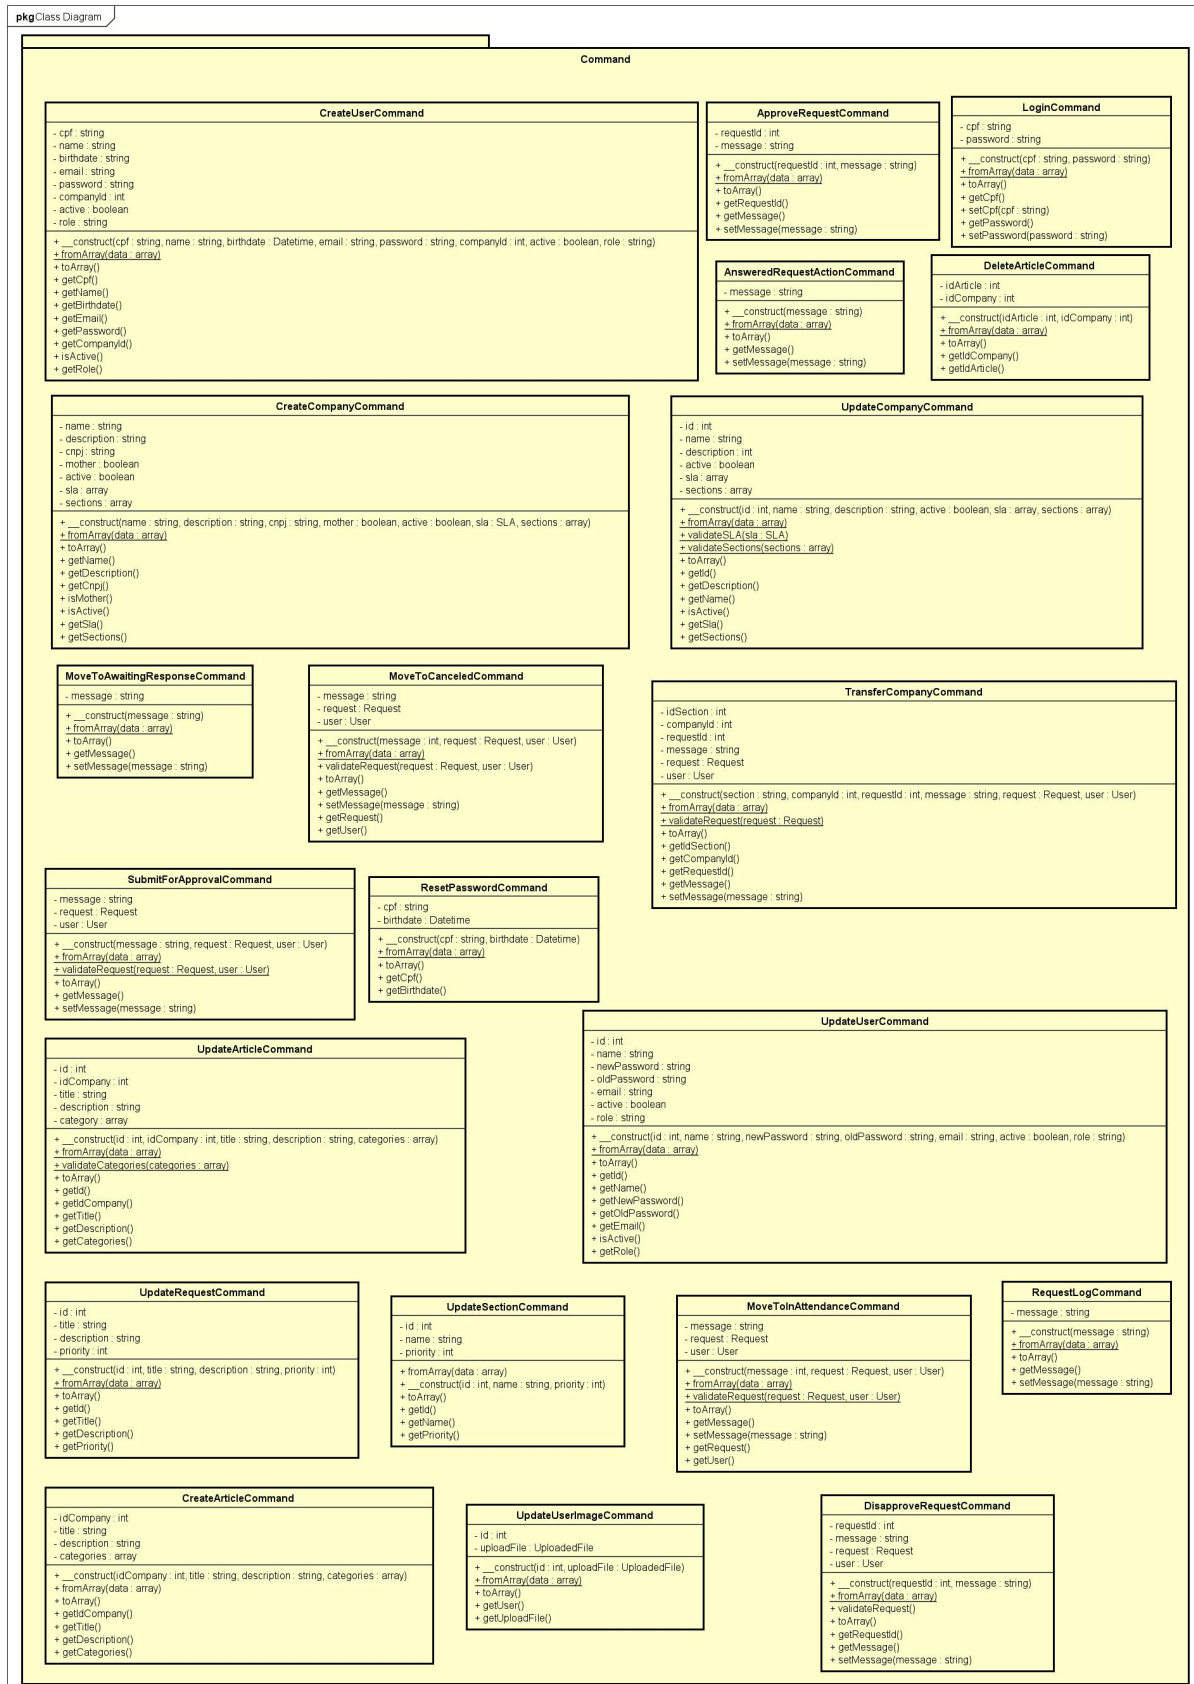 pkg Class Diagram
Command
CreateUserCommand
- cpf : string
- name : string
- birthdate : string
- email : string
- password : string
- companyId : int
- active : boolean
- role : string
+ __construct(cpf : string, name : string, birthdate : Datetime, email : string, password : string, companyId : int, active : boolean, role : string)
+ fromArray(data : array)
+ toArray()
+ getCpf()
+ getName()
+ getBirthdate()
+ getEmail()
+ getPassword()
+ getCompanyId()
+ isActive()
+ getRole()
ApproveRequestCommand
- requestId : int
- message : string
+ __construct(requestId : int, message : string)
+ fromArray(data : array)
+ toArray()
+ getRequestId()
+ getMessage()
+ setMessage(message : string)
LoginCommand
- cpf : string
- password : string
+ __construct(cpf : string, password : string)
+ fromArray(data : array)
+ toArray()
+ getCpf()
+ setCpf(cpf : string)
+ getPassword()
+ setPassword(password : string)
AnsweredRequestActionCommand
- message : string
+ __construct(message : string)
+ fromArray(data : array)
+ toArray()
+ getMessage()
+ setMessage(message : string)
DeleteArticleCommand
- idArticle : int
- idCompany : int
+ __construct(idArticle : int, idCompany : int)
+ fromArray(data : array)
+ toArray()
+ getIdCompany()
+ getIdArticle()
CreateCompanyCommand
- name : string
- description : string
- cnpj : string
- mother : boolean
- active : boolean
- sla : array
- sections : array
+ __construct(name : string, description : string, cnpj : string, mother : boolean, active : boolean, sla : SLA, sections : array)
+ fromArray(data : array)
+ toArray()
+ getName()
+ getDescription()
+ getCnpj()
+ isMother()
+ isActive()
+ getSla()
+ getSections()
UpdateCompanyCommand
- id : int
- name : string
- description : int
- active : boolean
- sla : array
- sections : array
+ __construct(id : int, name : string, description : string, active : boolean, sla : array, sections : array)
+ fromArray(data : array)
+ validateSLA(sla : SLA)
+ validateSections(sections : array)
+ toArray()
+ getId()
+ getDescription()
+ getName()
+ isActive()
+ getSla()
+ getSections()
MoveToAwaitingResponseCommand
- message : string
+ __construct(message : string)
+ fromArray(data : array)
+ toArray()
+ getMessage()
+ setMessage(message : string)
MoveToCanceledCommand
- message : string
- request : Request
- user : User
+ __construct(message : int, request : Request, user : User)
+ fromArray(data : array)
+ validateRequest(request : Request, user : User)
+ toArray()
+ getMessage()
+ setMessage(message : string)
+ getRequest()
+ getUser()
TransferCompanyCommand
- idSection : int
- companyId : int
- requestId : int
- message : string
- request : Request
- user : User
+ __construct(section : string, companyId : int, requestId : int, message : string, request : Request, user : User)
+ fromArray(data : array)
+ validateRequest(request : Request)
+ toArray()
+ getIdSection()
+ getCompanyId()
+ getRequestId()
+ getMessage()
+ setMessage(message : string)
SubmitForApprovalCommand
- message : string
- request : Request
- user : User
+ __construct(message : string, request : Request, user : User)
+ fromArray(data : array)
+ validateRequest(request : Request, user : User)
+ toArray()
+ getMessage()
+ setMessage(message : string)
ResetPasswordCommand
- cpf : string
- birthdate : Datetime
+ __construct(cpf : string, birthdate : Datetime)
+ fromArray(data : array)
+ toArray()
+ getCpf()
+ getBirthdate()
UpdateArticleCommand
- id : int
- idCompany : int
- title : string
- description : string
- category : array
+ __construct(id : int, idCompany : int, title : string, description : string, categories : array)
+ fromArray(data : array)
+ validateCategories(categories : array)
+ toArray()
+ getId()
+ getIdCompany()
+ getTitle()
+ getDescription()
+ getCategories()
UpdateUserCommand
- id : int
- name : string
- newPassword : string
- oldPassword : string
- email : string
- active : boolean
- role : string
+ __construct(id : int, name : string, newPassword : string, oldPassword : string, email : string, active : boolean, role : string)
+ fromArray(data : array)
+ toArray()
+ getId()
+ getName()
+ getNewPassword()
+ getOldPassword()
+ getEmail()
+ isActive()
+ getRole()
UpdateRequestCommand
- id : int
- title : string
- description : string
- priority : int
+ __construct(id : int, title : string, description : string, priority : int)
+ fromArray(data : array)
+ toArray()
+ getId()
+ getTitle()
+ getDescription()
+ getPriority()
UpdateSectionCommand
- id : int
- name : string
- priority : int
+ fromArray(data : array)
+ __construct(id : int, name : string, priority : int)
+ toArray()
+ getId()
+ getName()
+ getPriority()
MoveToInAttendanceCommand
- message : string
- request : Request
- user : User
+ __construct(message : int, request : Request, user : User)
+ fromArray(data : array)
+ validateRequest(request : Request, user : User)
+ toArray()
+ getMessage()
+ setMessage(message : string)
+ getRequest()
+ getUser()
RequestLogCommand
- message : string
+ __construct(message : string)
+ fromArray(data : array)
+ toArray()
+ getMessage()
+ setMessage(message : string)
CreateArticleCommand
- idCompany : int
- title : string
- description : string
- categories : array
+ __construct(idCompany : int, title : string, description : string, categories : array)
+ fromArray(data : array)
+ toArray()
+ getIdCompany()
+ getTitle()
+ getDescription()
+ getCategories()
UpdateUserImageCommand
- id : int
- uploadFile : UploadedFile
+ __construct(id : int, uploadFile : UploadedFile)
+ fromArray(data : array)
+ toArray()
+ getUser()
+ getUploadFile()
DisapproveRequestCommand
- requestId : int
- message : string
- request : Request
- user : User
+ __construct(requestId : int, message : string)
+ fromArray(data : array)
+ validateRequest()
+ toArray()
+ getRequestId()
+ getMessage()
+ setMessage(message : string)